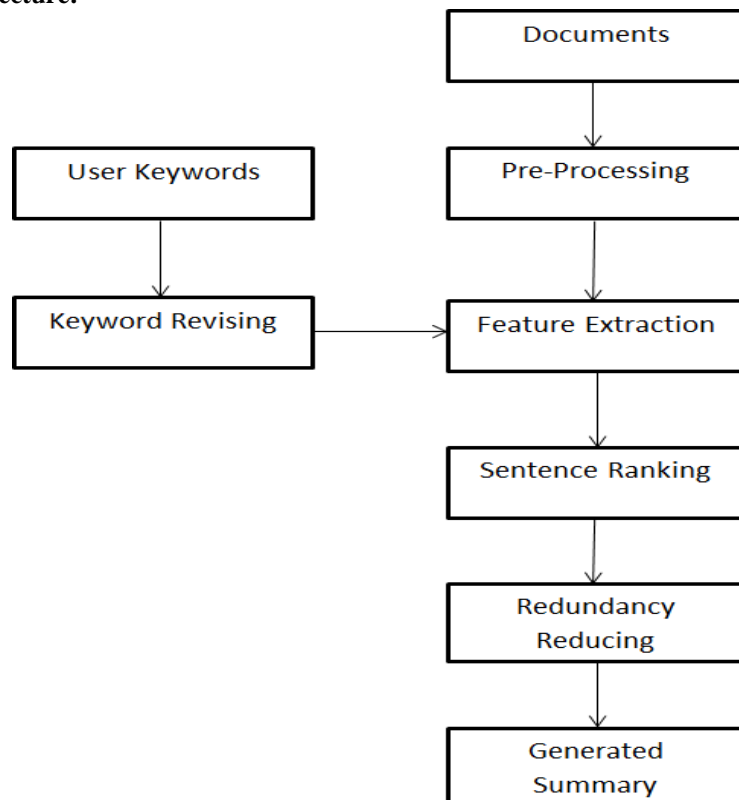 Documents
User Keywords
Pre-Processing
Keyword Revising
Feature Extraction
Sentence Ranking
Redundancy
Reducing
Generated
Summary